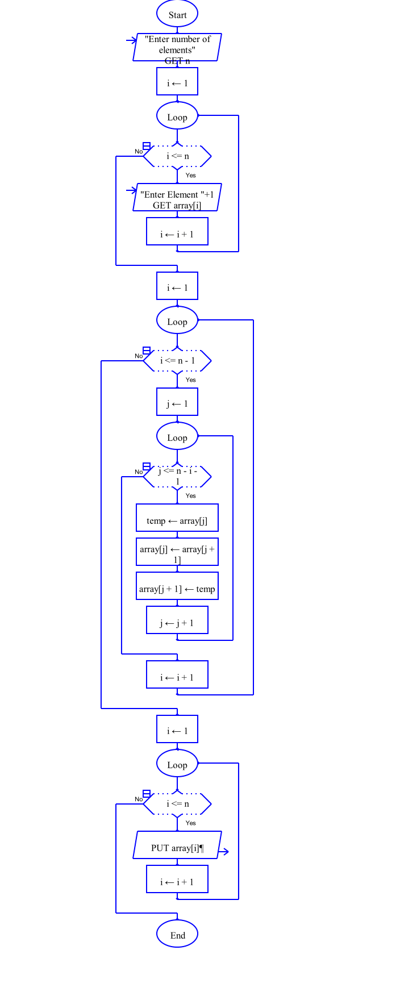 Start
"Enter number of
elements"
GET n
i ← 1
Loop
No
i <= n
Yes
"Enter Element "+1
GET array[i]
i ← i + 1
i ← 1
Loop
No
i <= n - 1
Yes
j ← 1
Loop
No
j <= n - i -
1
Yes
temp ← array[j]
array[j] ← array[j +
1]
array[j + 1] ← temp
j ← j + 1
i ← i + 1
i ← 1
Loop
No
i <= n
Yes
PUT array[i]¶
i ← i + 1
End